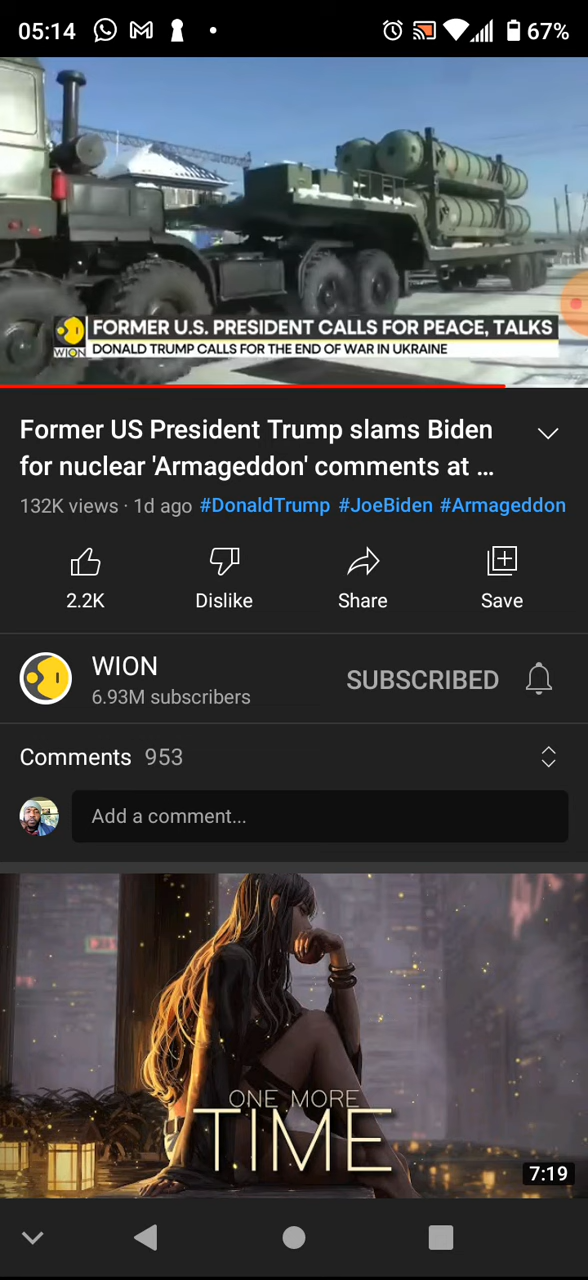 05:14
67%
FORMER U.S. PRESIDENT CALLS FOR PEACE, TALKS
WION
DONALD TRUMP CALLS FOR THE END OF WAR IN UKRAINE
Former US President Trump slams Biden
for nuclear 'Armageddon' comments at ...
132K views · 1d ago #DonaldTrump #JoeBiden #Armageddon
2.2K
Dislike
Share
Save
WION
6.93M subscribers
SUBSCRIBED
Comments 953
Add a comment...
ONE MORE
TIME
7:19